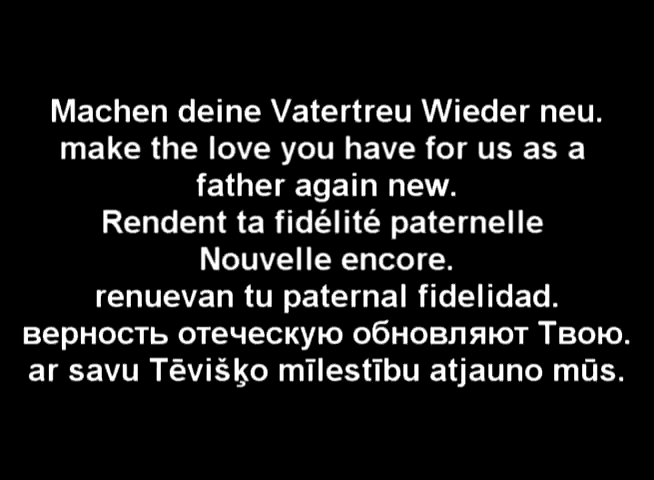 Machen deine Vatertreu Wieder neu.
make the love you have for us as a
father again new.
Rendent ta fidélité paternelle
Nouvelle encore.
renuevan tu paternal fidelidad.
верность отеческую обновляют Твою.
ar savu Tēvišķo mīlestību atjauno mūs.